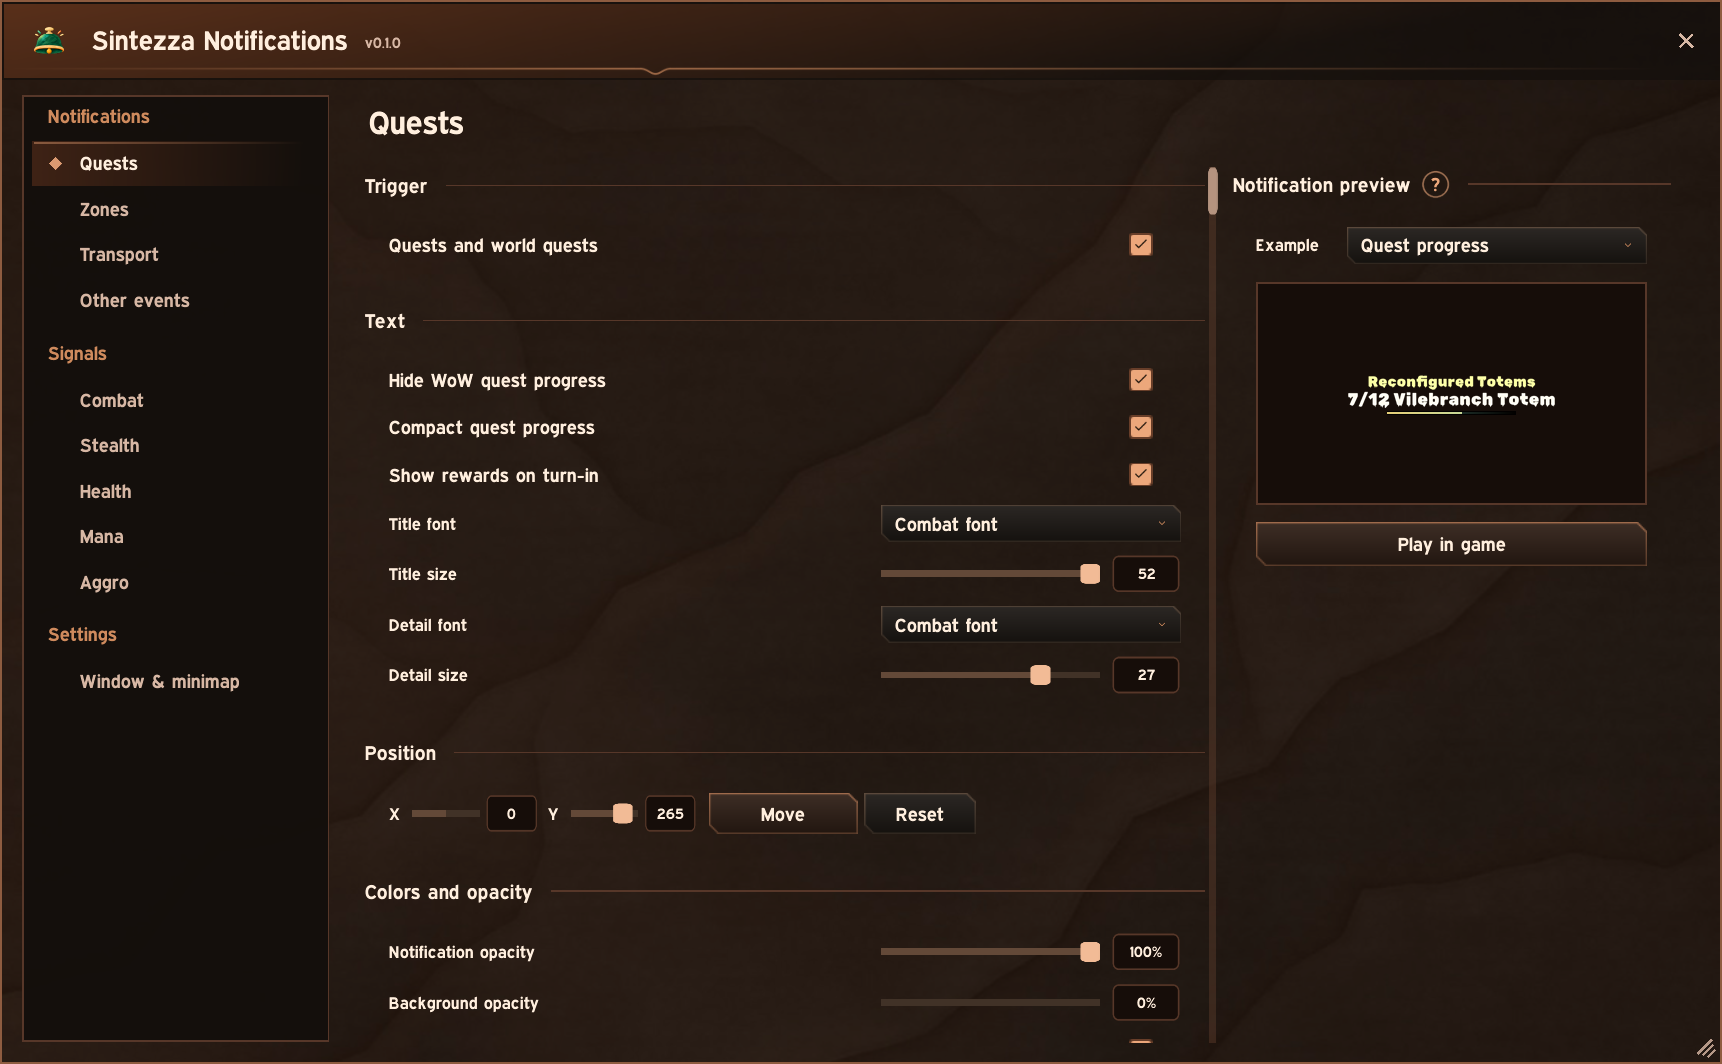 Sintezza Notifications v0.1.0
Notifications
Quests
Zones
Transport
Other events
Signals
Combat
Stealth
Health
Mana
Aggro
Settings
Window & minimap
Quests
Trigger
Quests and world quests
Text
Hide WoW quest progress
Compact quest progress
Show rewards on turn-in
Title font Combat font
Title size 52
Detail font Combat font
Detail size 27
Position
X 0 Y 265 Move Reset
Colors and opacity
Notification opacity 100%
Background opacity 0%
Notification preview ?
Example Quest progress
Reconfigured Totems
7/12 Vilebranch Totem
Play in game